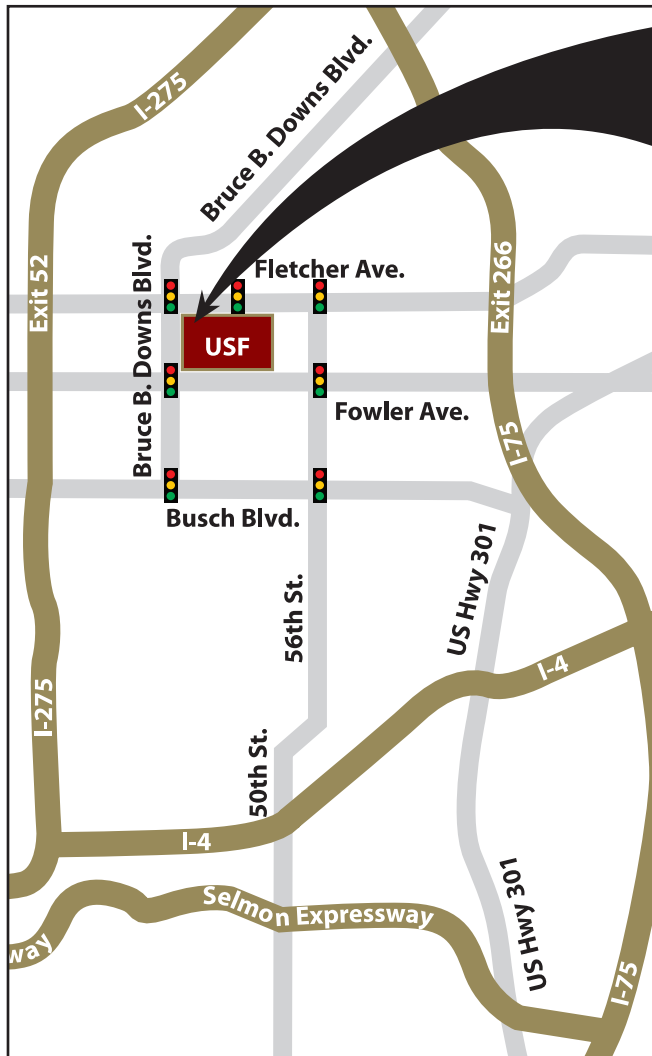 I-275
Bruce B. Downs Blvd.
Exit 52
Bruce B. Downs Blvd.
Fletcher Ave.
Exit 266
USF
Fowler Ave.
I-75
Busch Blvd.
US Hwy 301
56th St.
I-4
I-275
50th St.
I-4
US Hwy 301
Selmon Expressway
way
I-75